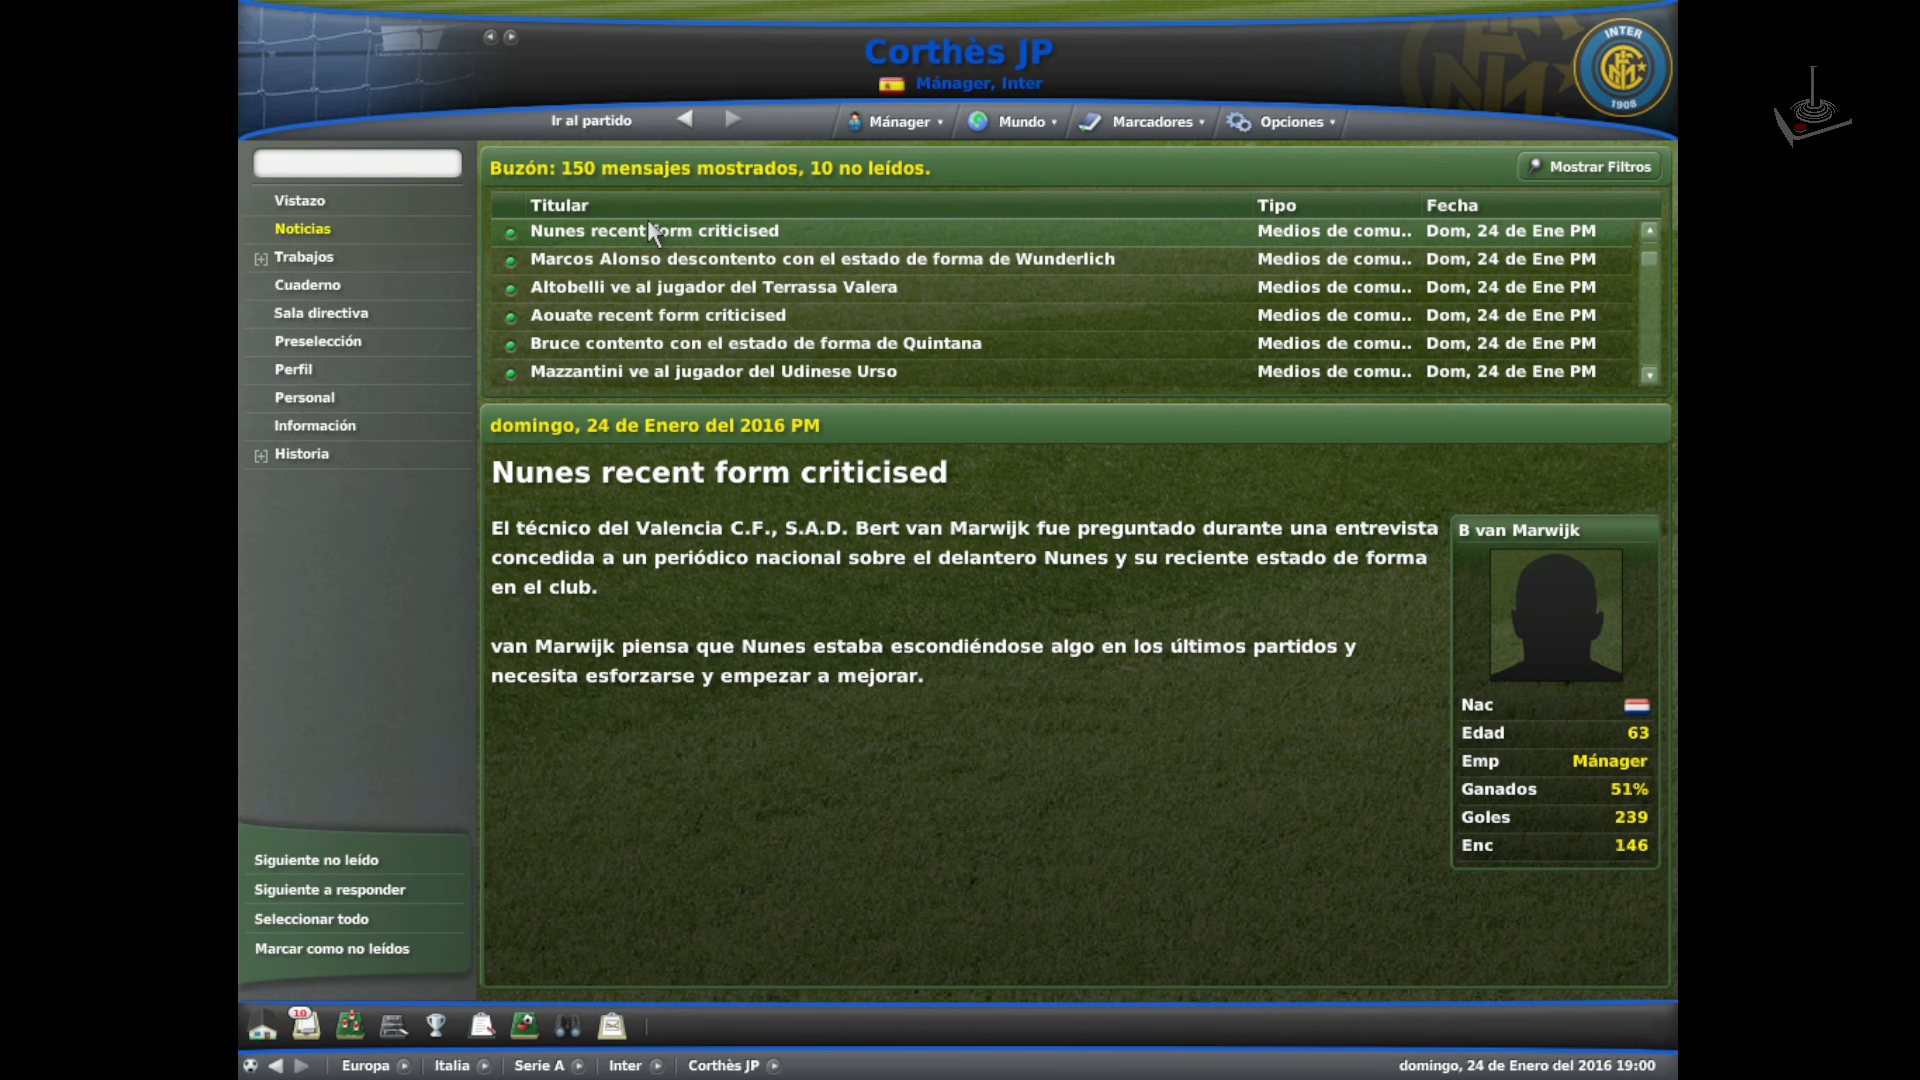 Corthès JP
Mánager, Inter
INTER
1908
Ir al partido
Mánager
Mundo
Marcadores
Opciones
Buzón: 150 mensajes mostrados, 10 no leídos.
Mostrar Filtros
Vistazo
Noticias
[+] Trabajos
Cuaderno
Sala directiva
Preselección
Perfil
Personal
Información
[+] Historia
Titular Tipo Fecha
Nunes recent form criticised Medios de comu.. Dom, 24 de Ene PM
Marcos Alonso descontento con el estado de forma de Wunderlich Medios de comu.. Dom, 24 de Ene PM
Altobelli ve al jugador del Terrassa Valera Medios de comu.. Dom, 24 de Ene PM
Aouate recent form criticised Medios de comu.. Dom, 24 de Ene PM
Bruce contento con el estado de forma de Quintana Medios de comu.. Dom, 24 de Ene PM
Mazzantini ve al jugador del Udinese Urso Medios de comu.. Dom, 24 de Ene PM
domingo, 24 de Enero del 2016 PM
Nunes recent form criticised
El técnico del Valencia C.F., S.A.D. Bert van Marwijk fue preguntado durante una entrevista
concedida a un periódico nacional sobre el delantero Nunes y su reciente estado de forma
en el club.
van Marwijk piensa que Nunes estaba escondiéndose algo en los últimos partidos y
necesita esforzarse y empezar a mejorar.
B van Marwijk
Nac
Edad 63
Emp Mánager
Ganados 51%
Goles 239
Enc 146
Siguiente no leído
Siguiente a responder
Seleccionar todo
Marcar como no leídos
10
Europa
Italia
Serie A
Inter
Corthès JP
domingo, 24 de Enero del 2016 19:00